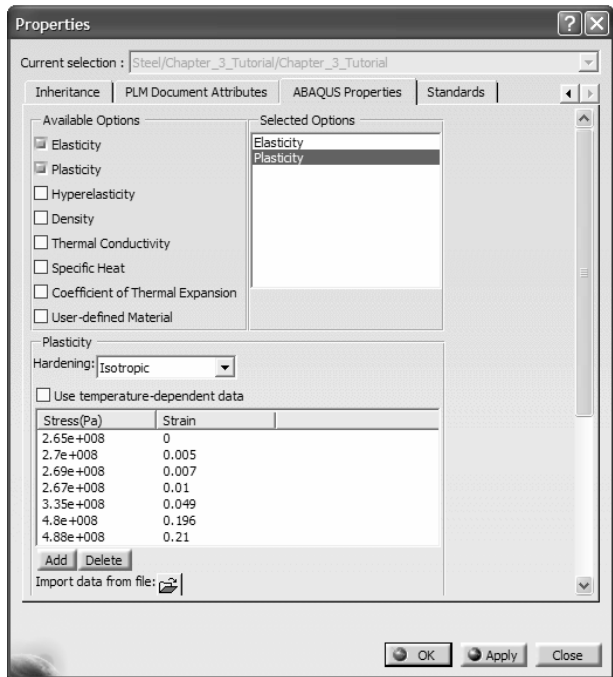 Properties
Current selection : Steel/Chapter_3_Tutorial/Chapter_3_Tutorial
Inheritance PLM Document Attributes ABAQUS Properties Standards
Available Options
Elasticity
Plasticity
Hyperelasticity
Density
Thermal Conductivity
Specific Heat
Coefficient of Thermal Expansion
User-defined Material
Selected Options
Elasticity
Plasticity
Plasticity
Hardening: Isotropic
Use temperature-dependent data
Stress(Pa) Strain
2.65e+008 0
2.7e+008 0.005
2.69e+008 0.007
2.67e+008 0.01
3.35e+008 0.049
4.8e+008 0.196
4.88e+008 0.21
Add Delete
Import data from file:
OK Apply Close